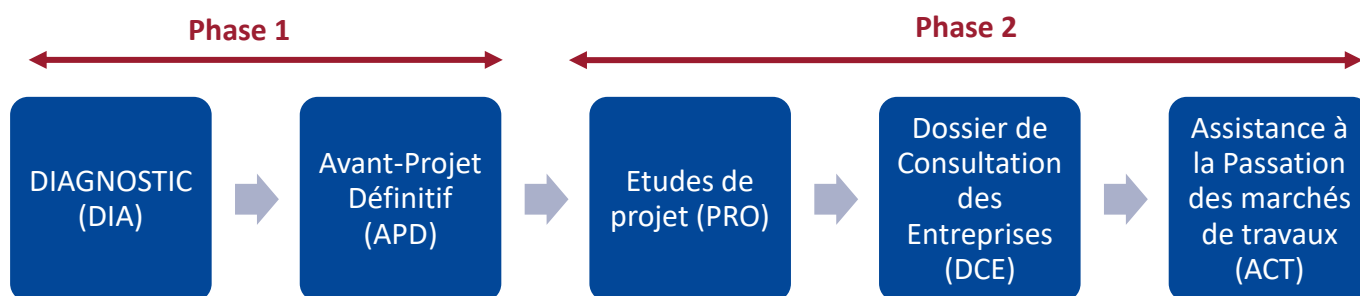 Phase 1
Phase 2
DIAGNOSTIC
(DIA)
Avant-Projet
Définitif
(APD)
Etudes de
projet (PRO)
Dossier de
Consultation
des
Entreprises
(DCE)
Assistance à
la Passation
des marchés
de travaux
(ACT)